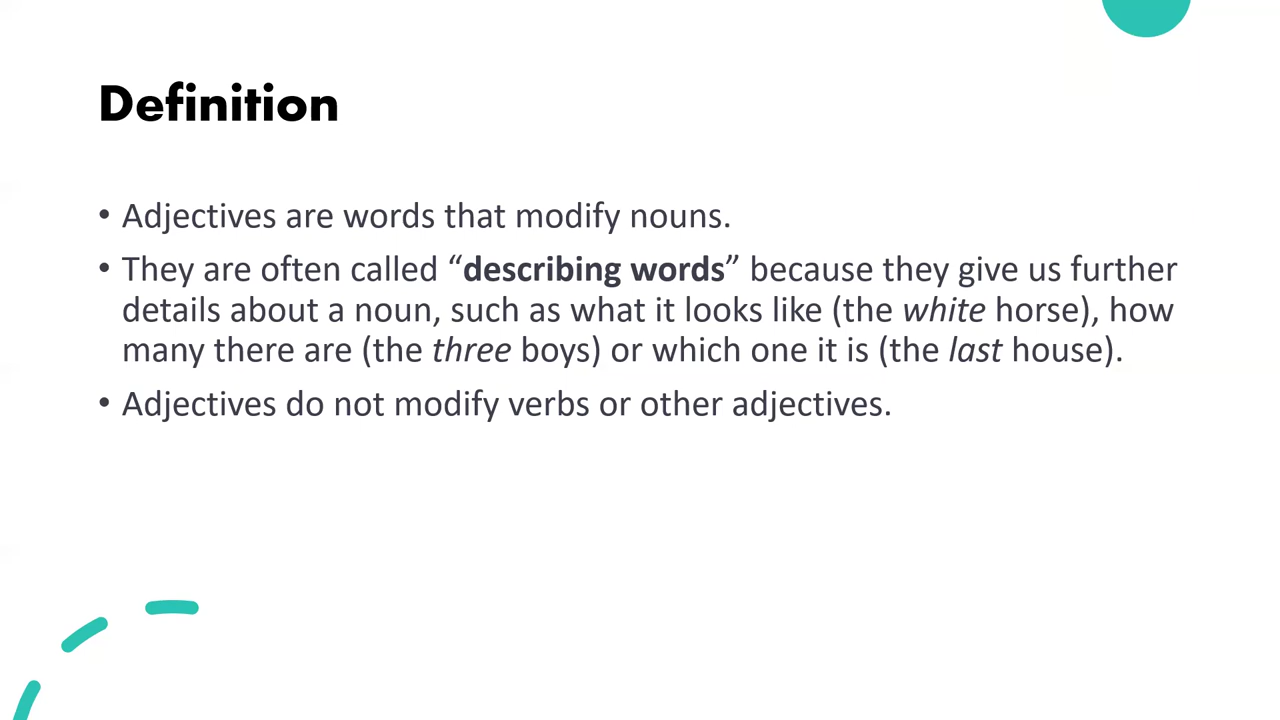 Definition
• Adjectives are words that modify nouns.
• They are often called “describing words” because they give us further
details about a noun, such as what it looks like (the white horse), how
many there are (the three boys) or which one it is (the last house).
• Adjectives do not modify verbs or other adjectives.